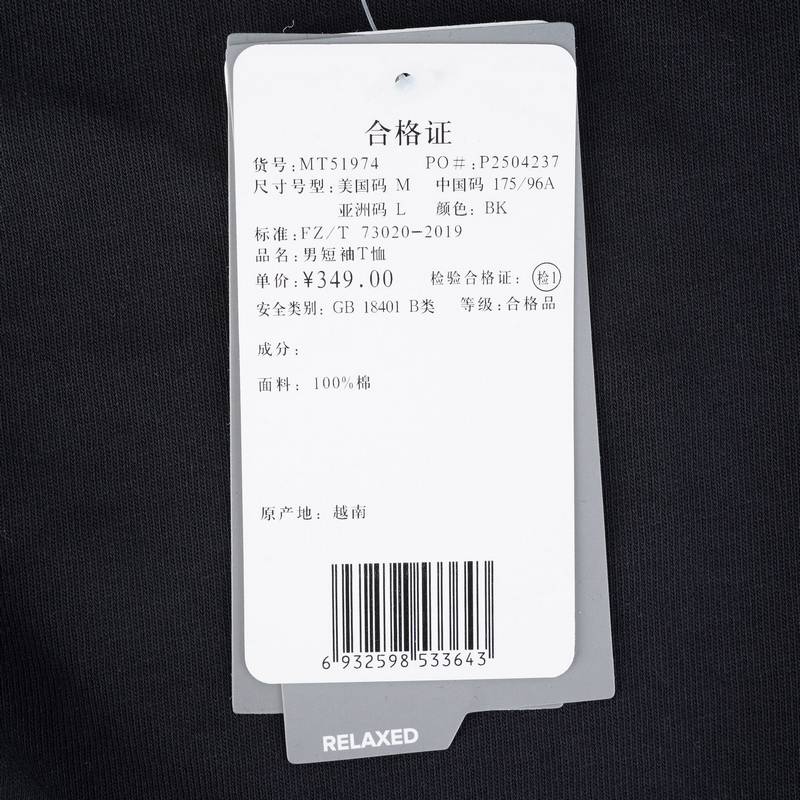 合格证
货号:MT51974 PO#:P2504237
尺寸号型:美国码 M 中国码 175/96A
亚洲码 L 颜色: BK
标准:FZ/T 73020-2019
品名:男短袖T恤
单价:¥349.00 检验合格证: 检1
安全类别: GB 18401 B类 等级:合格品
成分:
面料: 100%棉
原产地: 越南
6 932598 533643
RELAXED